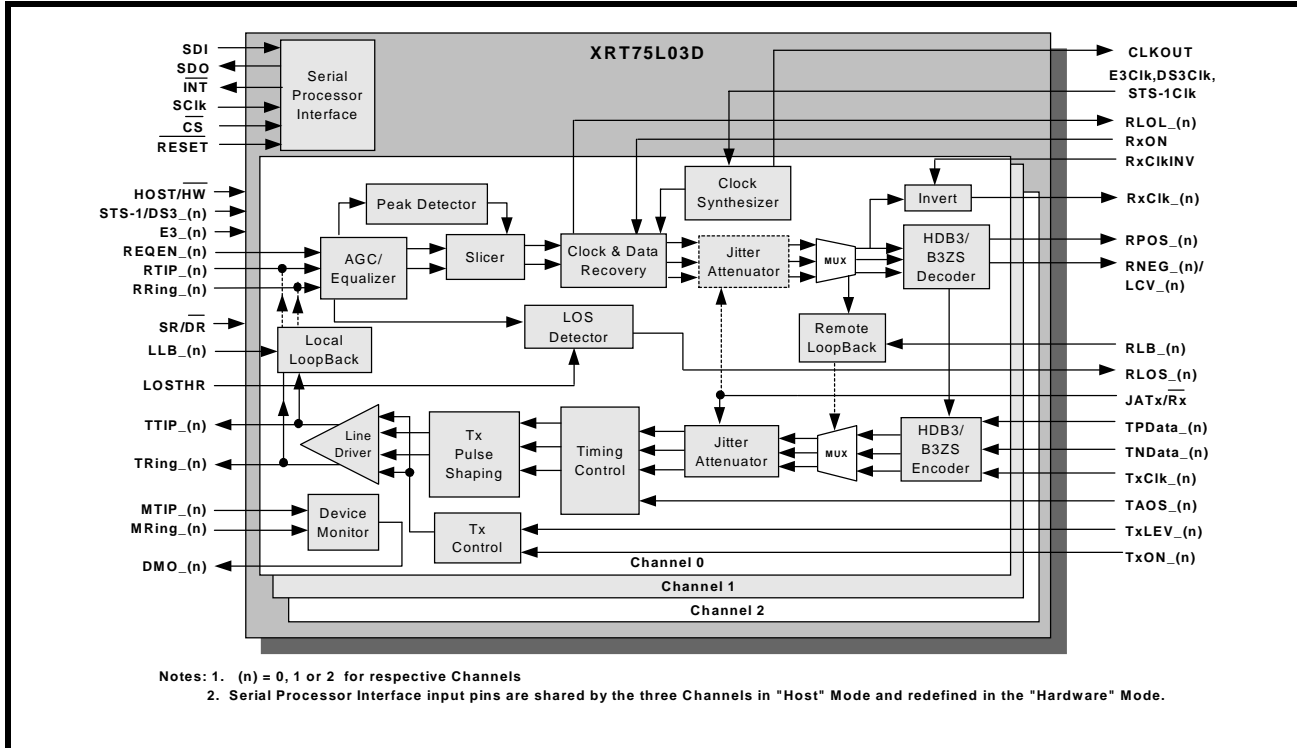 XRT75L03D
SDI
SDO
INT
SClk
CS
RESET
Serial
Processor
Interface
HOST/HW
STS-1/DS3_(n)
E3_(n)
REQEN_(n)
RTIP_(n)
RRing_(n)
SR/DR
LLB_(n)
LOSTHR
TTIP_(n)
TRing_(n)
MTIP_(n)
MRing_(n)
DMO_(n)
Peak Detector
AGC/
Equalizer
Slicer
Clock & Data
Recovery
Clock
Synthesizer
Jitter
Attenuator
MUX
Invert
HDB3/
B3ZS
Decoder
LOS
Detector
Local
LoopBack
Remote
LoopBack
Line
Driver
Tx
Pulse
Shaping
Timing
Control
Jitter
Attenuator
MUX
HDB3/
B3ZS
Encoder
Device
Monitor
Tx
Control
Channel 0
Channel 1
Channel 2
CLKOUT
E3Clk,DS3Clk,
STS-1Clk
RLOL_(n)
RxON
RxClkINV
RxClk_(n)
RPOS_(n)
RNEG_(n)/
LCV_(n)
RLB_(n)
RLOS_(n)
JATx/Rx
TPData_(n)
TNData_(n)
TxClk_(n)
TAOS_(n)
TxLEV_(n)
TxON_(n)
Notes: 1. (n) = 0, 1 or 2 for respective Channels
2. Serial Processor Interface input pins are shared by the three Channels in "Host" Mode and redefined in the "Hardware" Mode.